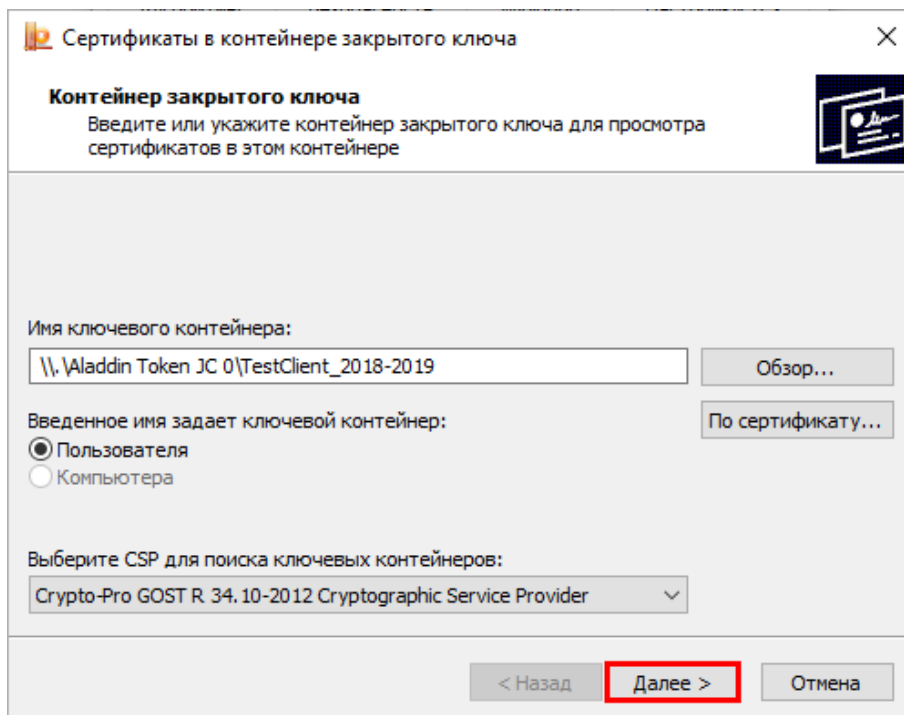 Сертификаты в контейнере закрытого ключа
Контейнер закрытого ключа
Введите или укажите контейнер закрытого ключа для просмотра
сертификатов в этом контейнере
Имя ключевого контейнера:
\\.\Aladdin Token JC 0\TestClient_2018-2019
Обзор...
Введенное имя задает ключевой контейнер:
По сертификату...
Пользователя
Компьютера
Выберите CSP для поиска ключевых контейнеров:
Crypto-Pro GOST R 34.10-2012 Cryptographic Service Provider
< Назад
Далее >
Отмена